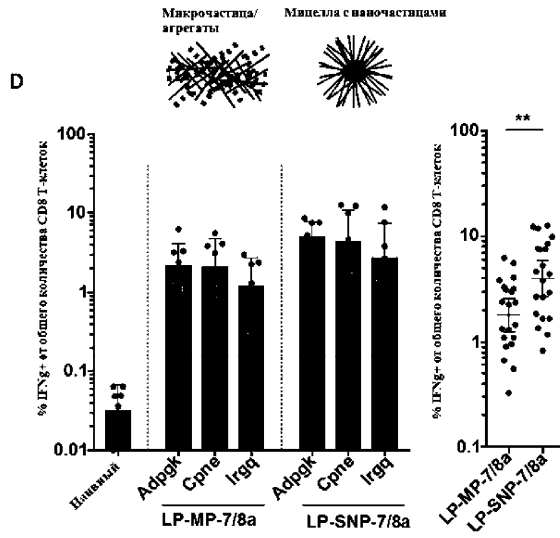 Микрочастица/
агрегаты
Мицелла с наночастицами
D
% IFNg+ от общего количества CD8 T-клеток
100
10
1
0.1
0.01
Наивный
Adpgk
Cpne
Irgq
Adpgk
Cpne
Irgq
LP-MP-7/8a
LP-SNP-7/8a
% IFNg+ от общего количества CD8 T-клеток
**
100
10
1
0.1
LP-MP-7/8a
LP-SNP-7/8a